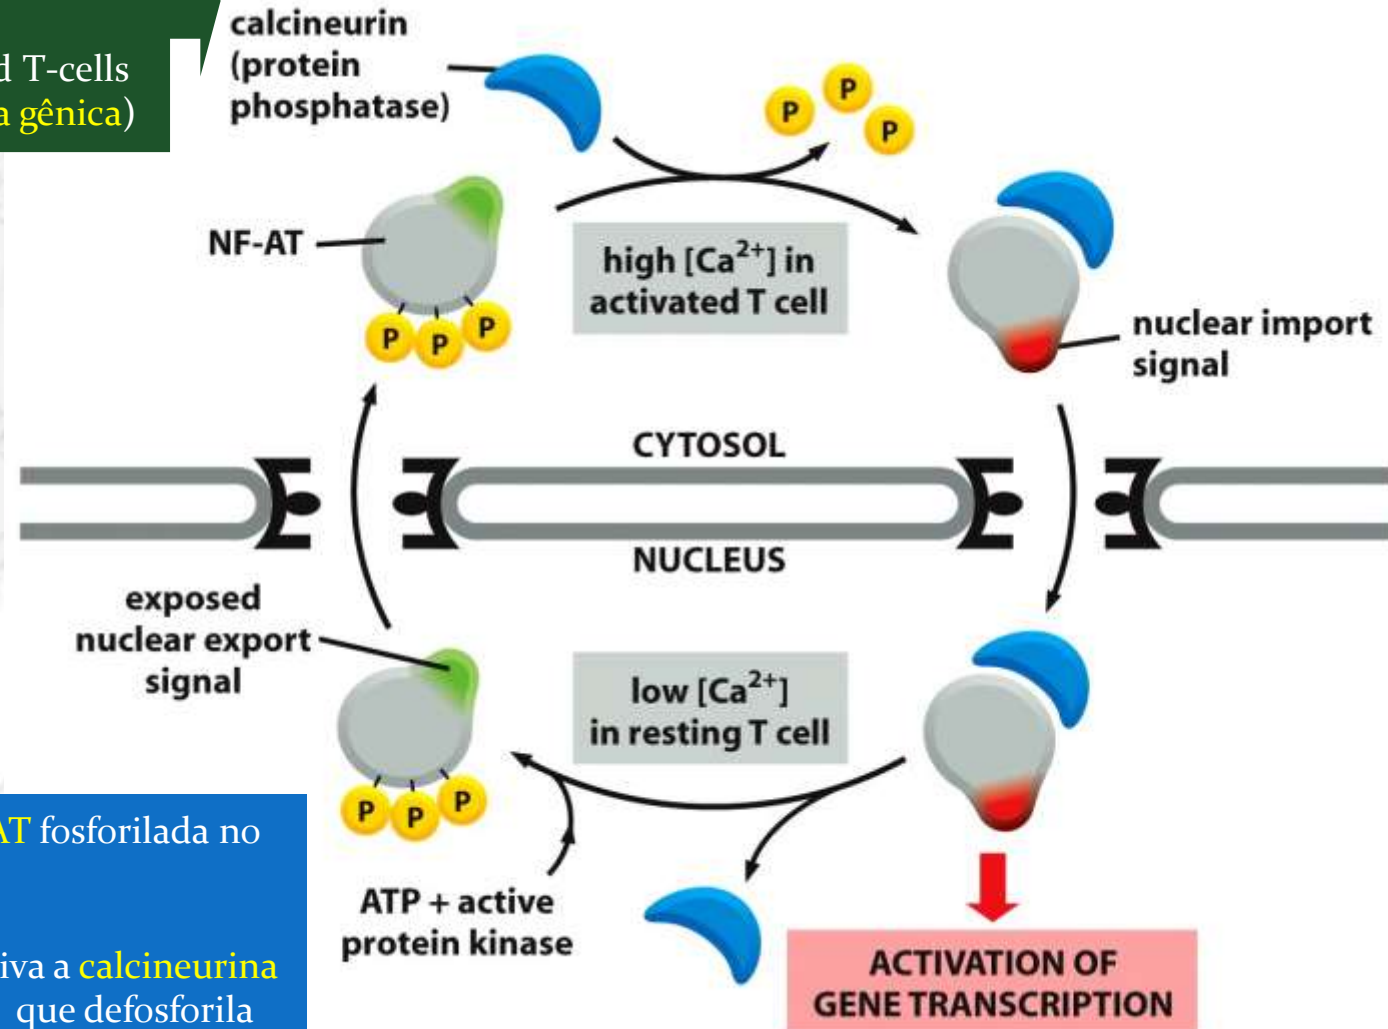 d T-cells
a gênica)
calcineurin
(protein
phosphatase)
P
P
P
NF-AT
P
P
P
high [Ca²⁺] in
activated T cell
nuclear import
signal
CYTOSOL
NUCLEUS
exposed
nuclear export
signal
low [Ca²⁺]
in resting T cell
P
P
P
ATP + active
protein kinase
ACTIVATION OF
GENE TRANSCRIPTION
AT fosforilada no
iva a calcineurina
que defosforila